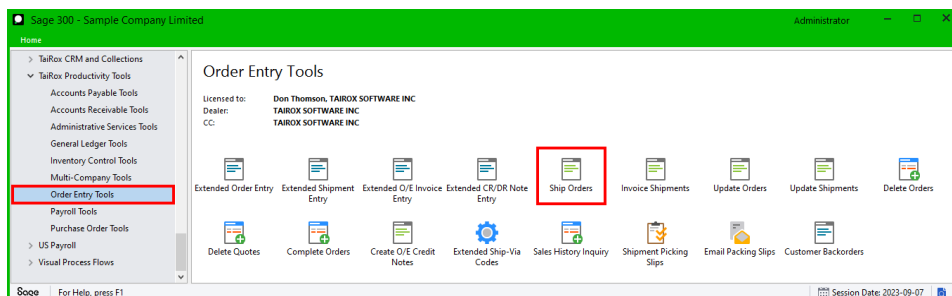 Sage 300 - Sample Company Limited
Administrator
Home
TaiRox CRM and Collections
TaiRox Productivity Tools
Accounts Payable Tools
Accounts Receivable Tools
Administrative Services Tools
General Ledger Tools
Inventory Control Tools
Multi-Company Tools
Order Entry Tools
Payroll Tools
Purchase Order Tools
US Payroll
Visual Process Flows
Order Entry Tools
Licensed to: Don Thomson, TAIROX SOFTWARE INC
Dealer: TAIROX SOFTWARE INC
CC: TAIROX SOFTWARE INC
Extended Order Entry
Extended Shipment
Entry
Extended O/E Invoice
Entry
Extended CR/DR Note
Entry
Ship Orders
Invoice Shipments
Update Orders
Update Shipments
Delete Orders
Delete Quotes
Complete Orders
Create O/E Credit
Notes
Extended Ship-Via
Codes
Sales History Inquiry
Shipment Picking
Slips
Email Packing Slips
Customer Backorders
Sage For Help, press F1
Session Date: 2023-09-07